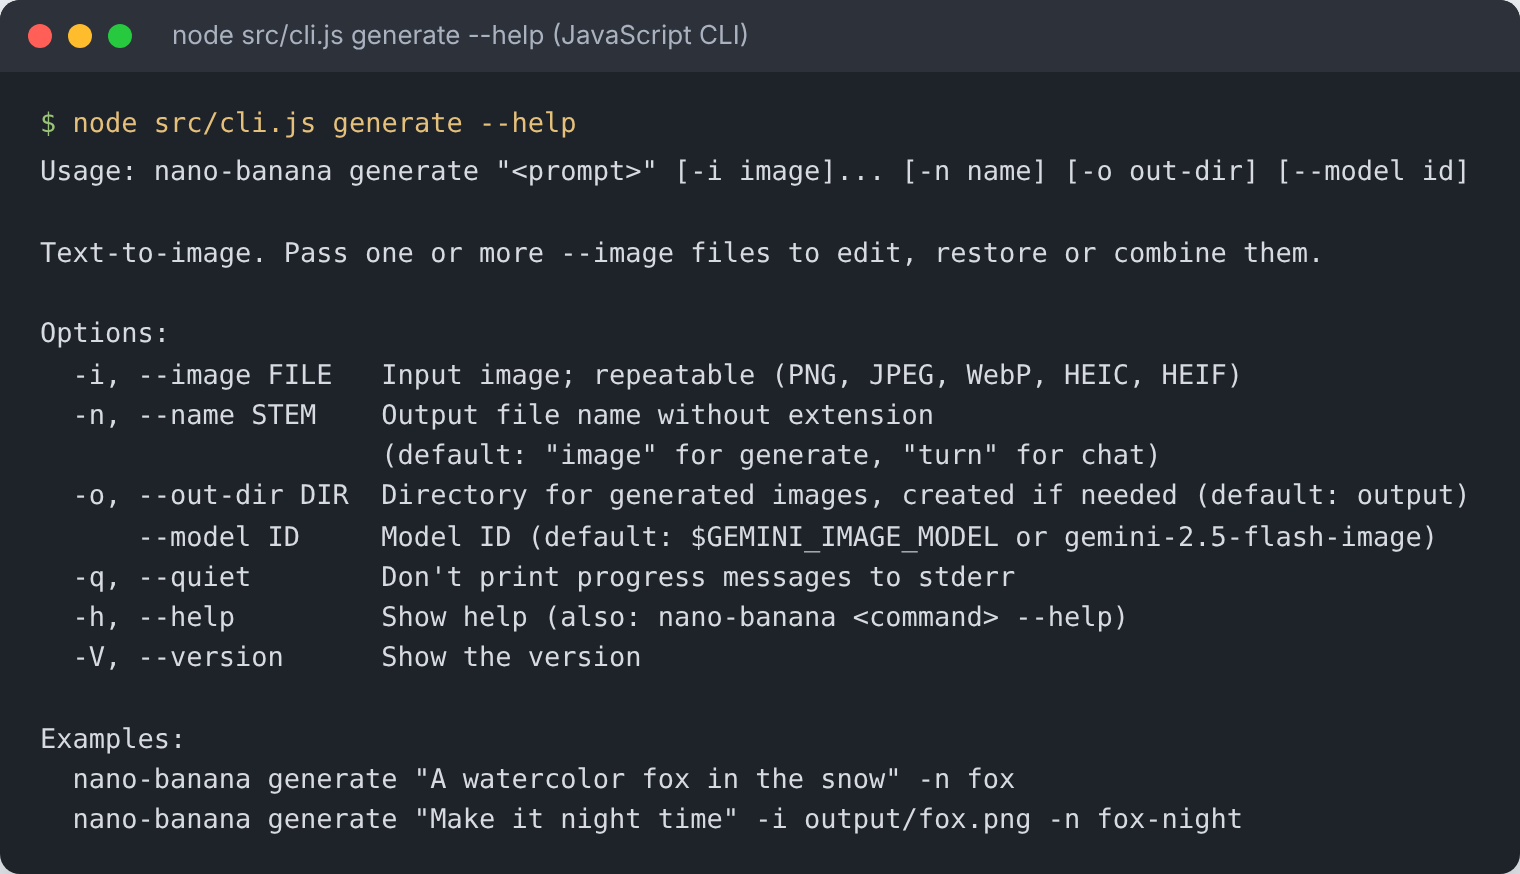 node src/cli.js generate --help (JavaScript CLI)
$ node src/cli.js generate --help
Usage: nano-banana generate "<prompt>" [-i image]... [-n name] [-o out-dir] [--model id]
Text-to-image. Pass one or more --image files to edit, restore or combine them.
Options:
-i, --image FILE   Input image; repeatable (PNG, JPEG, WebP, HEIC, HEIF)
-n, --name STEM    Output file name without extension
(default: "image" for generate, "turn" for chat)
-o, --out-dir DIR  Directory for generated images, created if needed (default: output)
--model ID     Model ID (default: $GEMINI_IMAGE_MODEL or gemini-2.5-flash-image)
-q, --quiet        Don't print progress messages to stderr
-h, --help         Show help (also: nano-banana <command> --help)
-V, --version      Show the version
Examples:
nano-banana generate "A watercolor fox in the snow" -n fox
nano-banana generate "Make it night time" -i output/fox.png -n fox-night